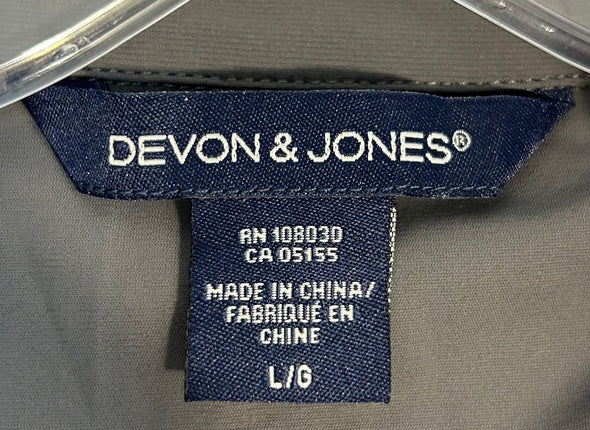 DEVON & JONES®
RN 108030
CA 05155
MADE IN CHINA/
FABRIQUÉ EN
CHINE
L/G